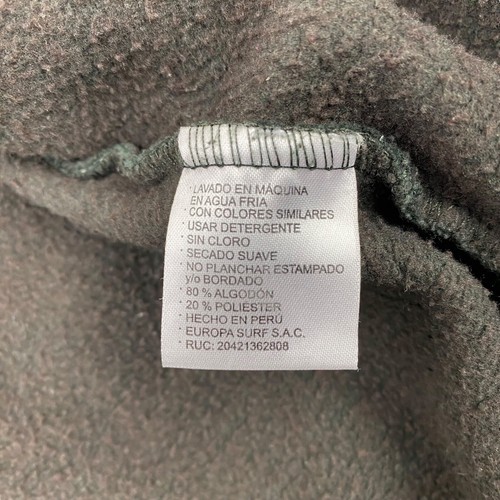 · LAVADO EN MÁQUINA
EN AGUA FRIA
· CON COLORES SIMILARES
· USAR DETERGENTE
· SIN CLORO
· SECADO SUAVE
· NO PLANCHAR ESTAMPADO
y/o BORDADO
· 80 % ALGODÓN
· 20 % POLIESTER
· HECHO EN PERÚ
· EUROPA SURF S.A.C.
· RUC: 20421362808